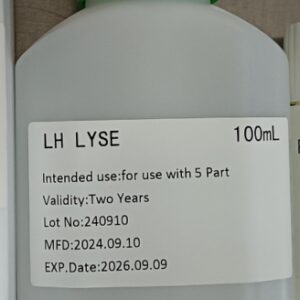 LH LYSE 100mL
Intended use:for use with 5 Part
Validity:Two Years
Lot No:240910
MFD:2024.09.10
EXP.Date:2026.09.09